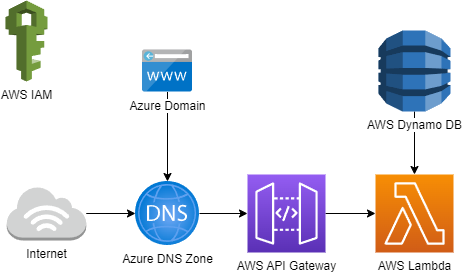 AWS IAM
WWW
Azure Domain
AWS Dynamo DB
DNS
Internet
Azure DNS Zone
AWS API Gateway
AWS Lambda